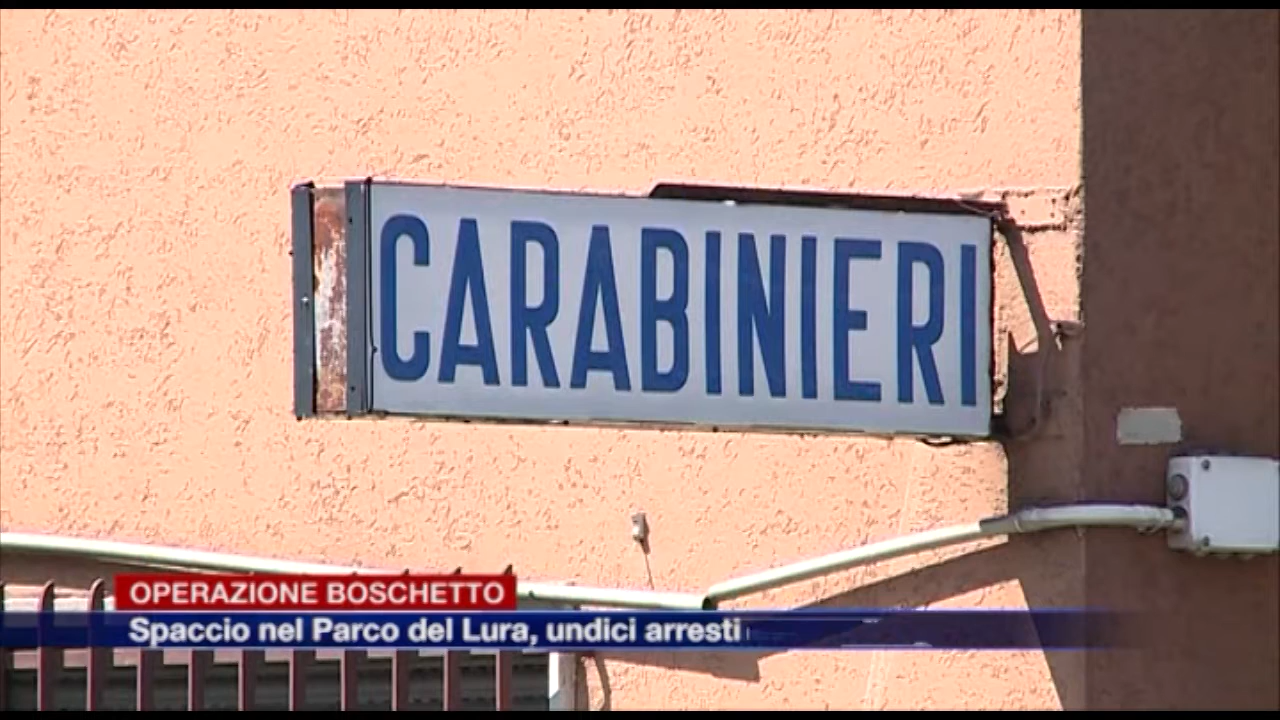 CARABINIERI
OPERAZIONE BOSCHETTO
Spaccio nel Parco del Lura, undici arresti